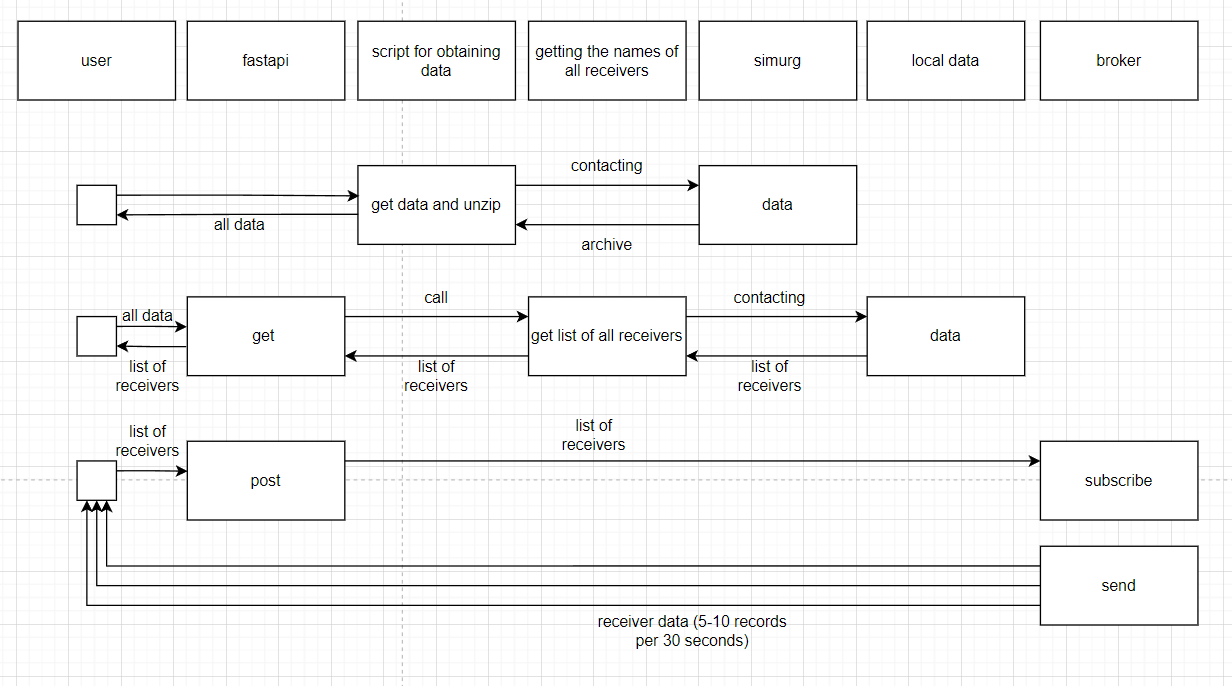 user
fastapi
script for obtaining
data
getting the names of
all receivers
simurg
local data
broker
contacting
get data and unzip
data
all data
archive
all data
call
contacting
get
get list of all receivers
data
list of
receivers
list of
receivers
list of
receivers
list of
receivers
list of
receivers
post
subscribe
send
receiver data (5-10 records
per 30 seconds)